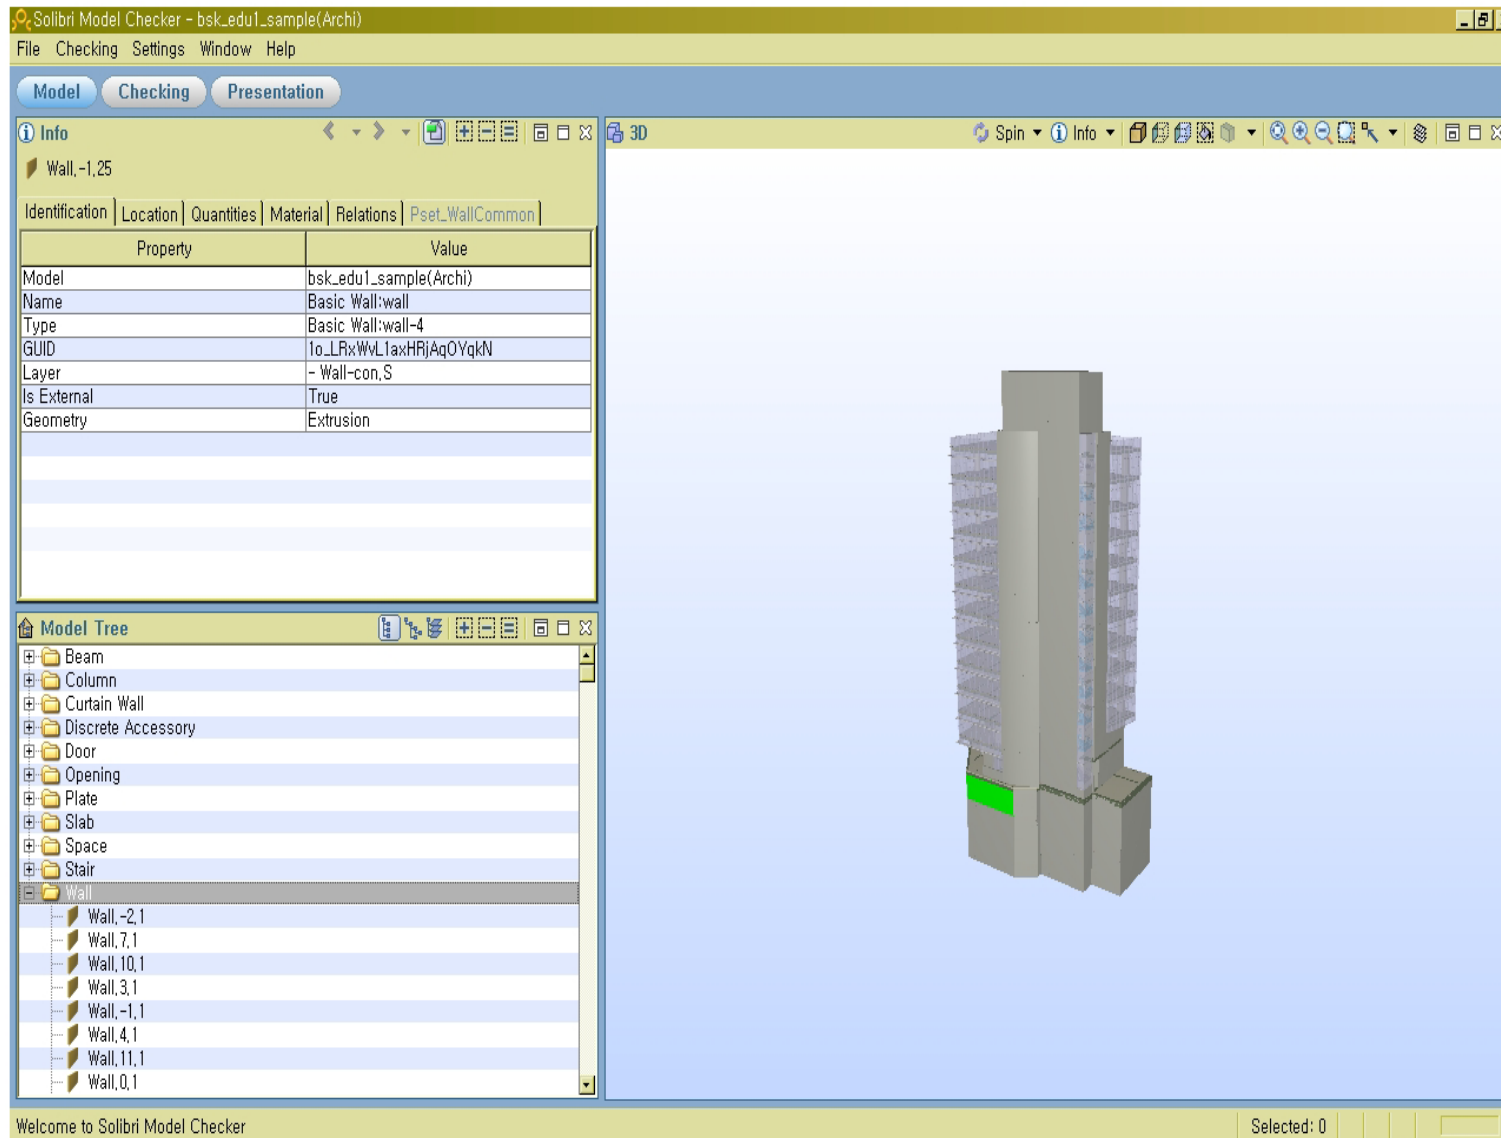 Solibri Model Checker - bsk_edu1_sample(Archi)
File Checking Settings Window Help
Model Checking Presentation
Info
Wall,-1,25
Identification Location Quantities Material Relations Pset_WallCommon
Property Value
Model bsk_edu1_sample(Archi)
Name Basic Wall:wall
Type Basic Wall:wall-4
GUID 1o_LRxWvL1axHRjAqOYqkN
Layer - Wall-con,S
Is External True
Geometry Extrusion
Model Tree
Beam
Column
Curtain Wall
Discrete Accessory
Door
Opening
Plate
Slab
Space
Stair
Wall
Wall,-2,1
Wall,7,1
Wall,10,1
Wall,3,1
Wall,-1,1
Wall,4,1
Wall,11,1
Wall,0,1
3D Spin Info
Welcome to Solibri Model Checker Selected: 0